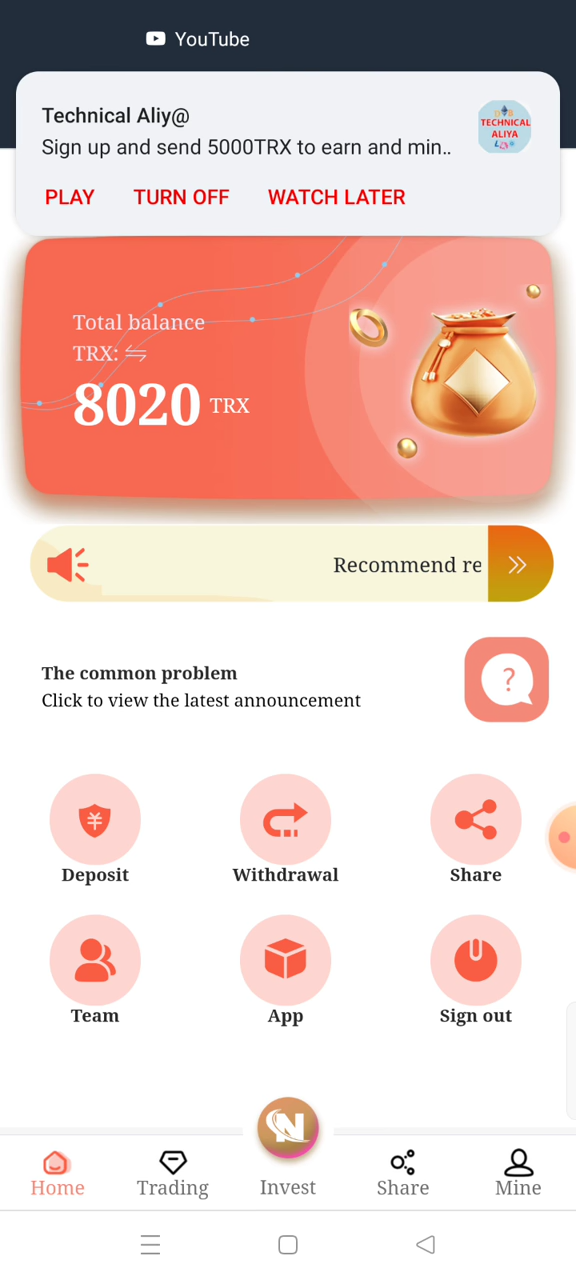 YouTube
Technical Aliy@
Sign up and send 5000TRX to earn and min..
TECHNICAL
ALIYA
PLAY TURN OFF WATCH LATER
Total balance
TRX:
8020 TRX
Recommend re
The common problem
Click to view the latest announcement
?
Deposit Withdrawal Share
Team App Sign out
N
Home Trading Invest Share Mine